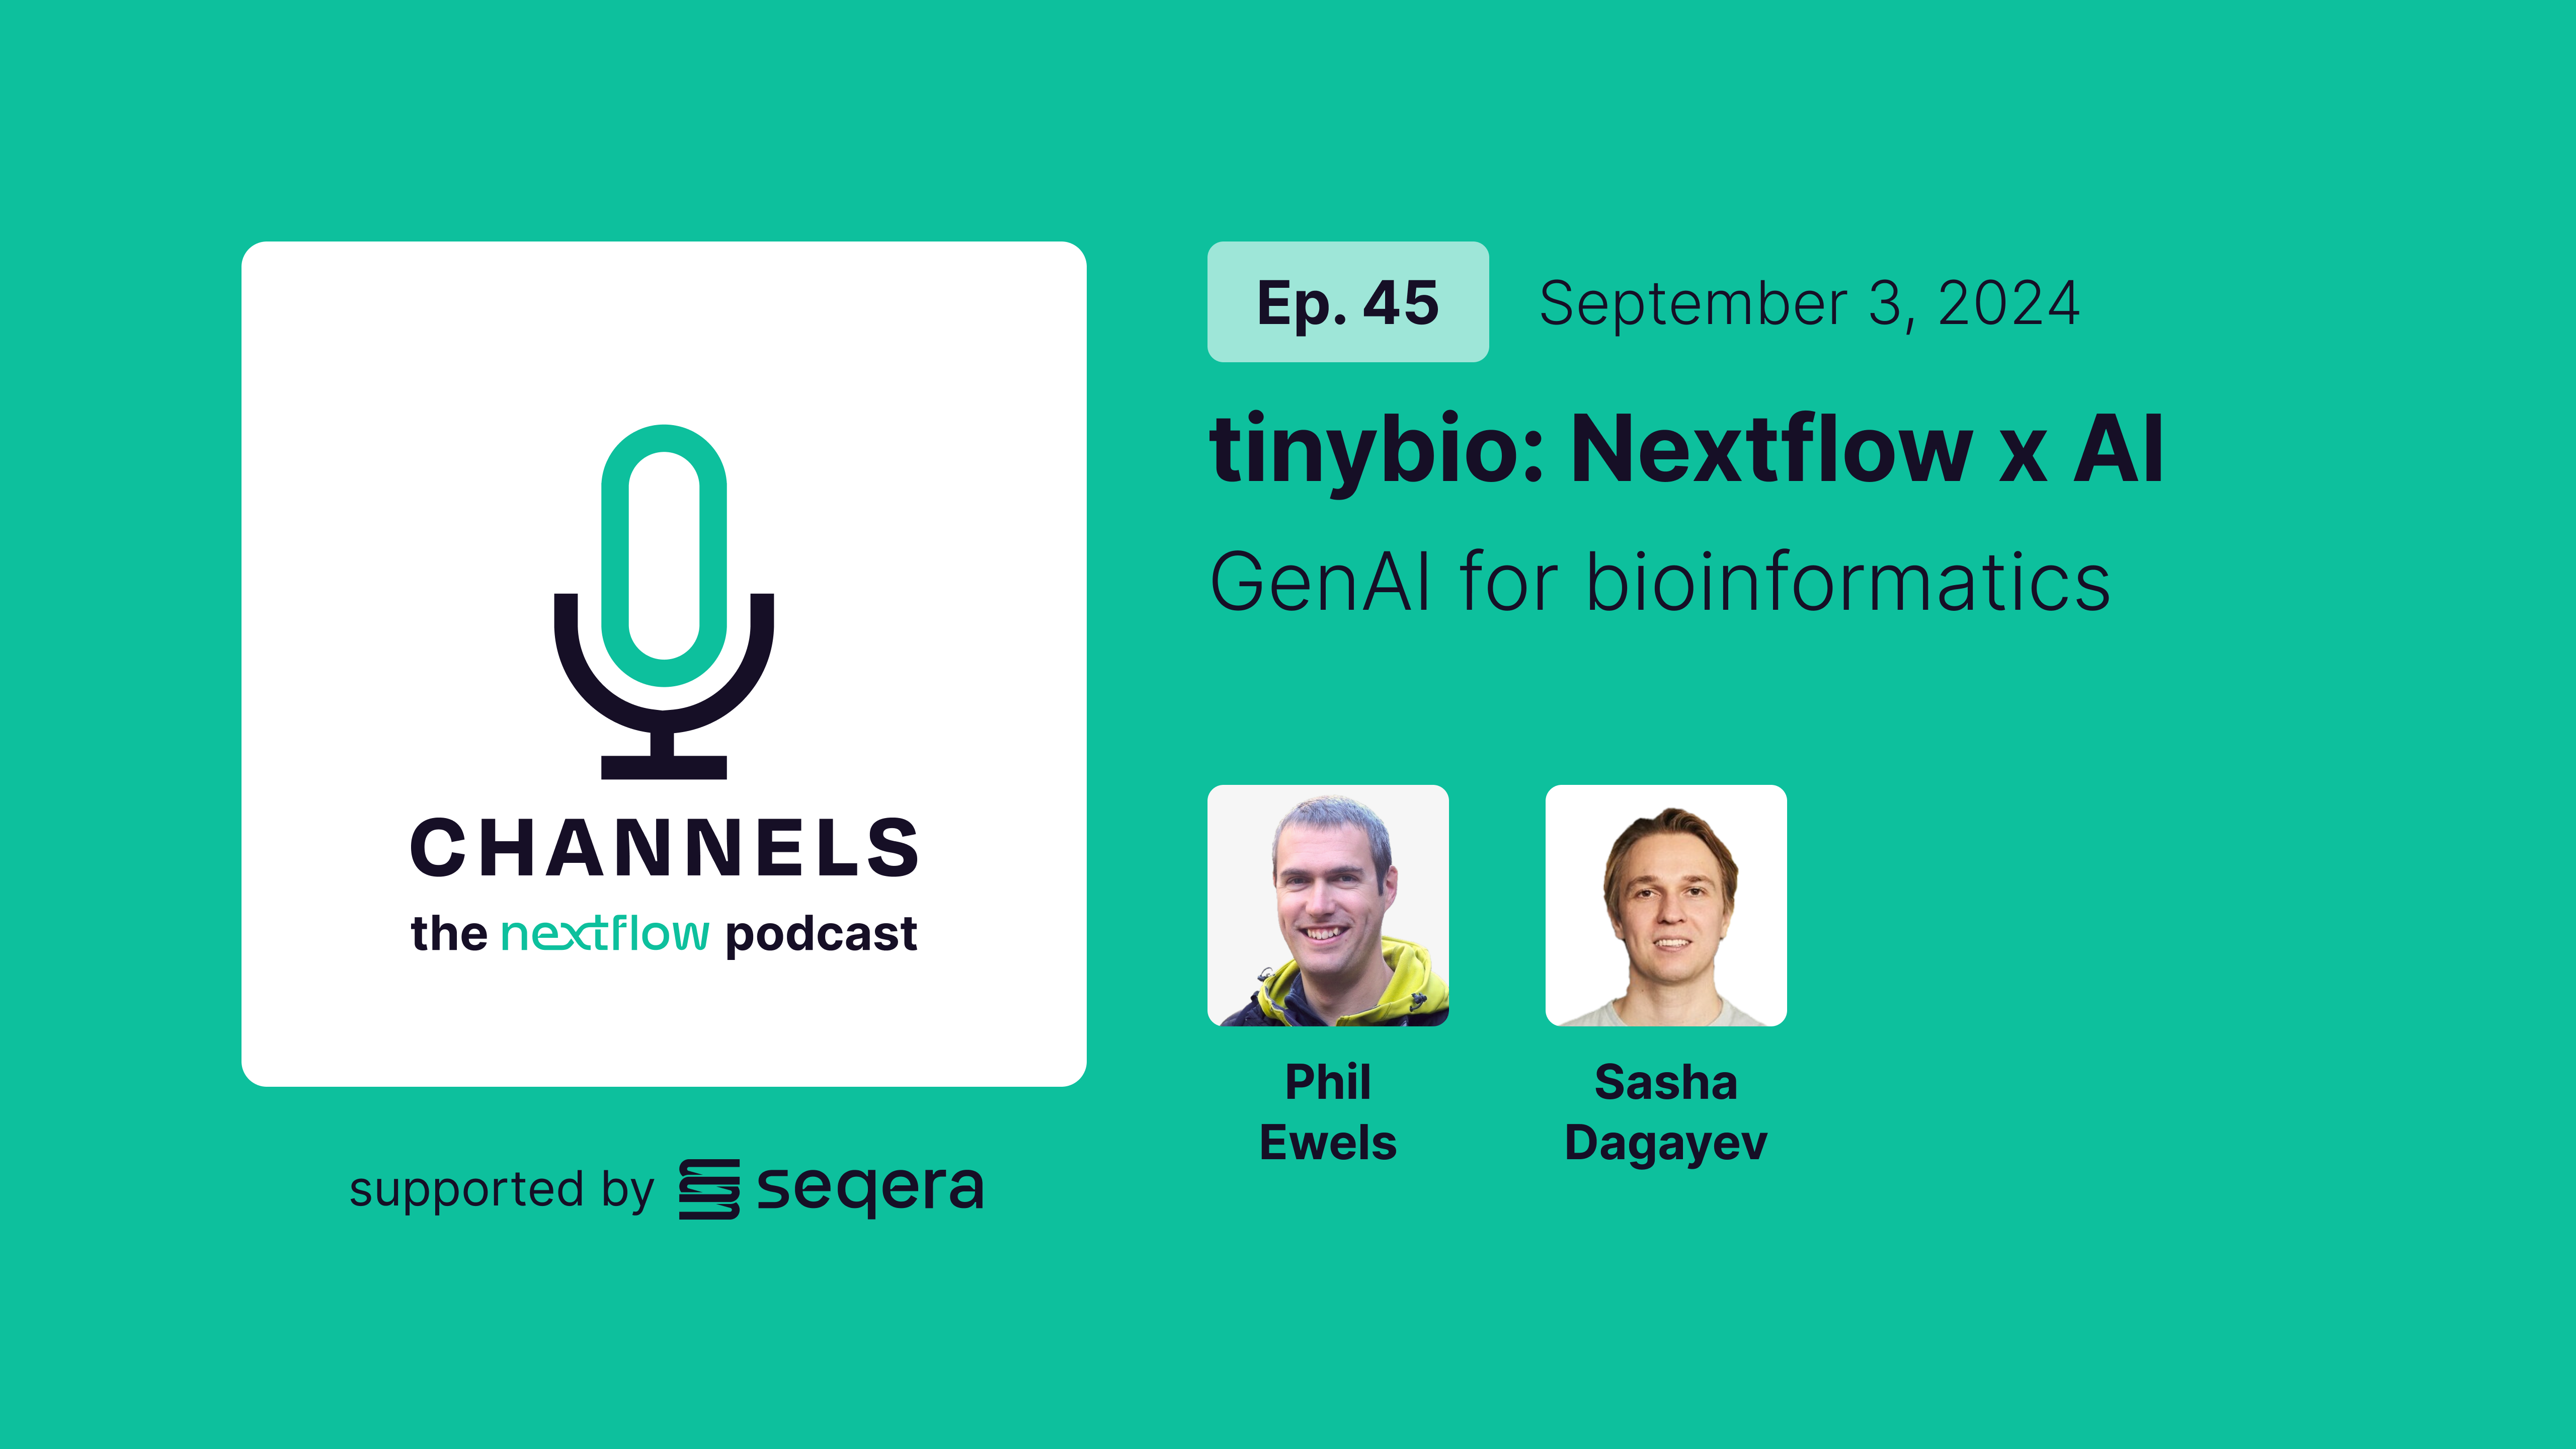 CHANNELS
the nextflow podcast
supported by seqera
Ep. 45
September 3, 2024
tinybio: Nextflow x AI
GenAI for bioinformatics
Phil
Ewels
Sasha
Dagayev